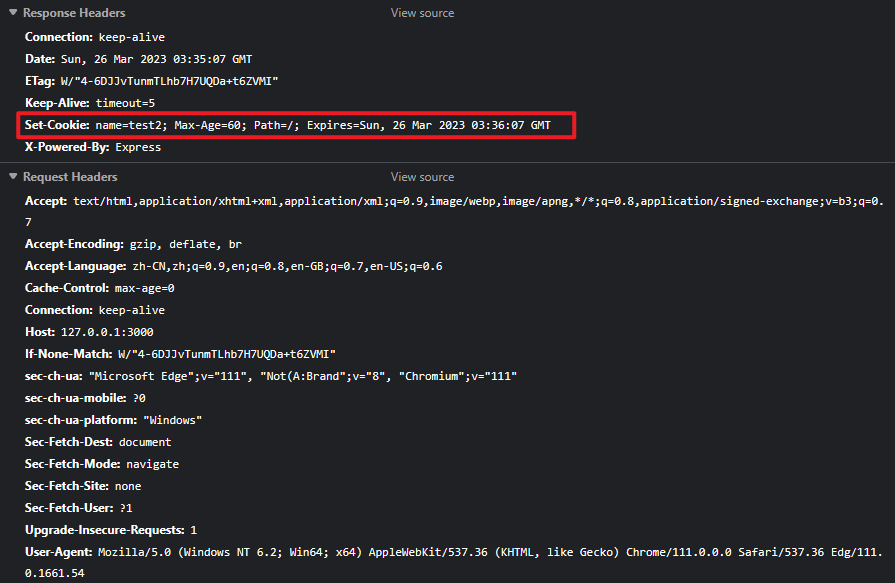 Response Headers View source
Connection: keep-alive
Date: Sun, 26 Mar 2023 03:35:07 GMT
ETag: W/"4-6DJJvTunmTLhb7H7UQDa+t6ZVMI"
Keep-Alive: timeout=5
Set-Cookie: name=test2; Max-Age=60; Path=/; Expires=Sun, 26 Mar 2023 03:36:07 GMT
X-Powered-By: Express
Request Headers View source
Accept: text/html,application/xhtml+xml,application/xml;q=0.9,image/webp,image/apng,*/*;q=0.8,application/signed-exchange;v=b3;q=0.
7
Accept-Encoding: gzip, deflate, br
Accept-Language: zh-CN,zh;q=0.9,en;q=0.8,en-GB;q=0.7,en-US;q=0.6
Cache-Control: max-age=0
Connection: keep-alive
Host: 127.0.0.1:3000
If-None-Match: W/"4-6DJJvTunmTLhb7H7UQDa+t6ZVMI"
sec-ch-ua: "Microsoft Edge";v="111", "Not(A:Brand";v="8", "Chromium";v="111"
sec-ch-ua-mobile: ?0
sec-ch-ua-platform: "Windows"
Sec-Fetch-Dest: document
Sec-Fetch-Mode: navigate
Sec-Fetch-Site: none
Sec-Fetch-User: ?1
Upgrade-Insecure-Requests: 1
User-Agent: Mozilla/5.0 (Windows NT 6.2; Win64; x64) AppleWebKit/537.36 (KHTML, like Gecko) Chrome/111.0.0.0 Safari/537.36 Edg/111.
0.1661.54